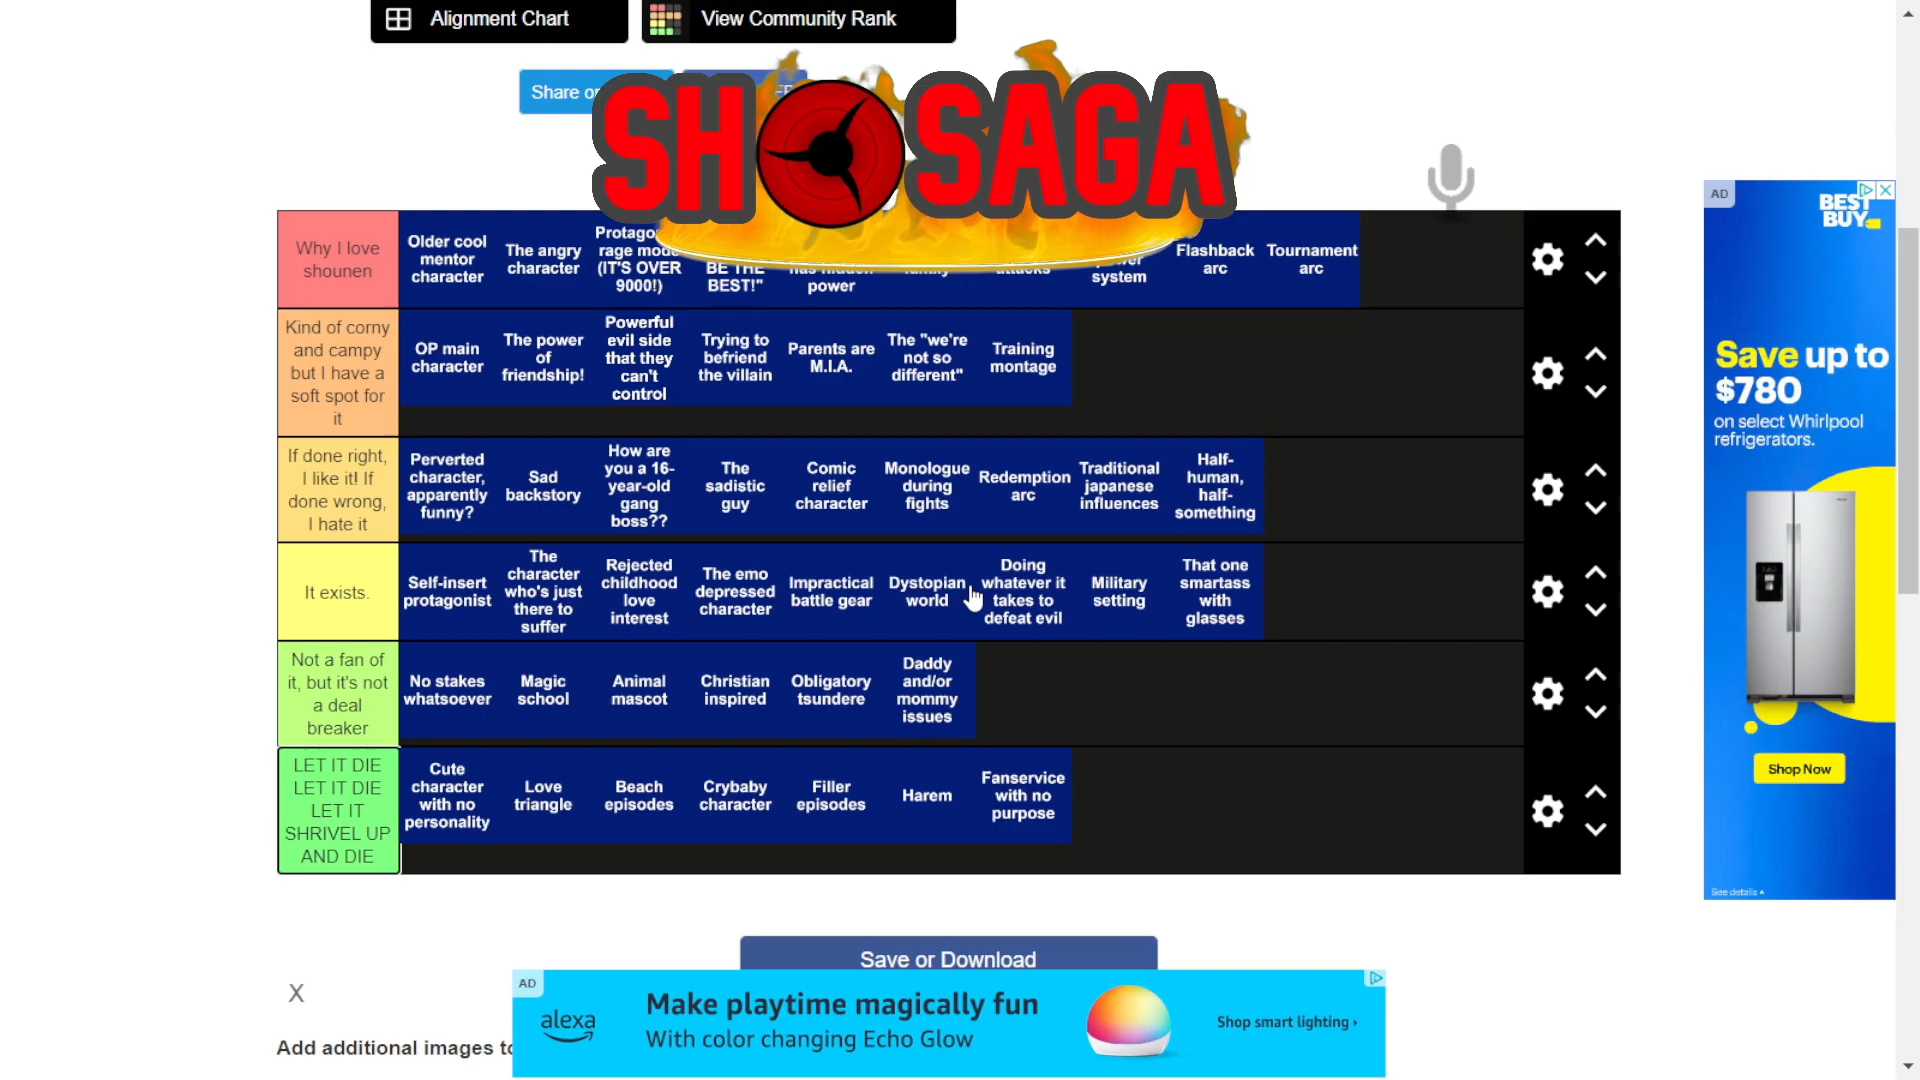 Alignment Chart
View Community Rank
Share on
SH SAGA
AD
BEST
BUY
Why I love
shounen
Older cool
mentor
character
The angry
character
rage mode
(IT'S OVER
9000!)
BE THE
BEST!"
has hidden
power
family
attacks
power
system
Flashback
arc
Tournament
arc
Kind of corny
and campy
but I have a
soft spot for
it
OP main
character
The power
of
friendship!
Powerful
evil side
that they
can't
control
Trying to
befriend
the villain
Parents are
M.I.A.
The "we're
not so
different"
Training
montage
Save up to
$780
on select Whirlpool
refrigerators.
If done right,
I like it! If
done wrong,
I hate it
Perverted
character,
apparently
funny?
Sad
backstory
How are
you a 16-
year-old
gang
boss??
The
sadistic
guy
Comic
relief
character
Monologue
during
fights
Redemption
arc
Traditional
japanese
influences
Half-
human,
half-
something
It exists.
Self-insert
protagonist
The
character
who's just
there to
suffer
Rejected
childhood
love
interest
The emo
depressed
character
Impractical
battle gear
Dystopian
world
Doing
whatever it
takes to
defeat evil
Military
setting
That one
smartass
with
glasses
Not a fan of
it, but it's not
a deal
breaker
No stakes
whatsoever
Magic
school
Animal
mascot
Christian
inspired
Obligatory
tsundere
Daddy
and/or
mommy
issues
LET IT DIE
LET IT DIE
LET IT
SHRIVEL UP
AND DIE
Cute
character
with no
personality
Love
triangle
Beach
episodes
Crybaby
character
Filler
episodes
Harem
Fanservice
with no
purpose
Shop Now
See details
Save or Download
X
AD
alexa
Make playtime magically fun
With color changing Echo Glow
Shop smart lighting ›
Add additional images to